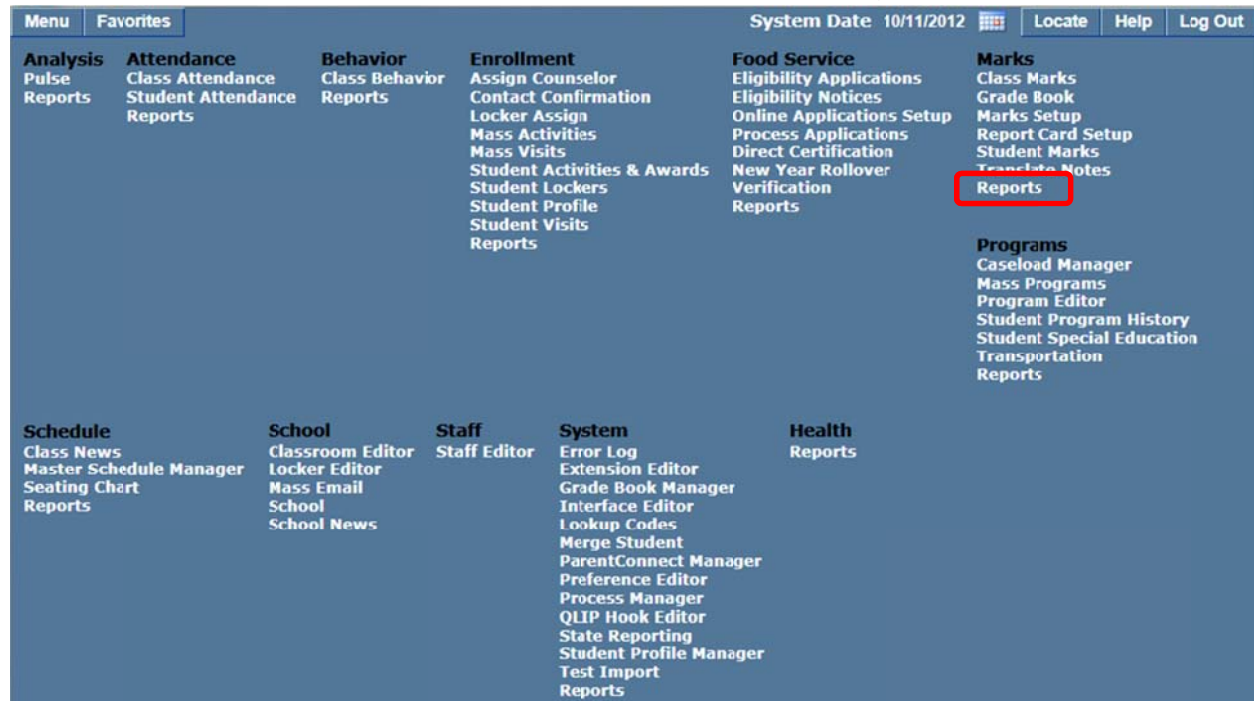 Menu Favorites System Date 10/11/2012 Locate Help Log Out
Analysis
Pulse
Reports
Attendance
Class Attendance
Student Attendance
Reports
Behavior
Class Behavior
Reports
Enrollment
Assign Counselor
Contact Confirmation
Locker Assign
Mass Activities
Mass Visits
Student Activities & Awards
Student Lockers
Student Profile
Student Visits
Reports
Food Service
Eligibility Applications
Eligibility Notices
Online Applications Setup
Process Applications
Direct Certification
New Year Rollover
Verification
Reports
Marks
Class Marks
Grade Book
Marks Setup
Report Card Setup
Student Marks
Translate Notes
Reports
Programs
Caseload Manager
Mass Programs
Program Editor
Student Program History
Student Special Education
Transportation
Reports
Schedule
Class News
Master Schedule Manager
Seating Chart
Reports
School
Classroom Editor
Locker Editor
Mass Email
School
School News
Staff
Staff Editor
System
Error Log
Extension Editor
Grade Book Manager
Interface Editor
Lookup Codes
Merge Student
ParentConnect Manager
Preference Editor
Process Manager
QLIP Hook Editor
State Reporting
Student Profile Manager
Test Import
Reports
Health
Reports